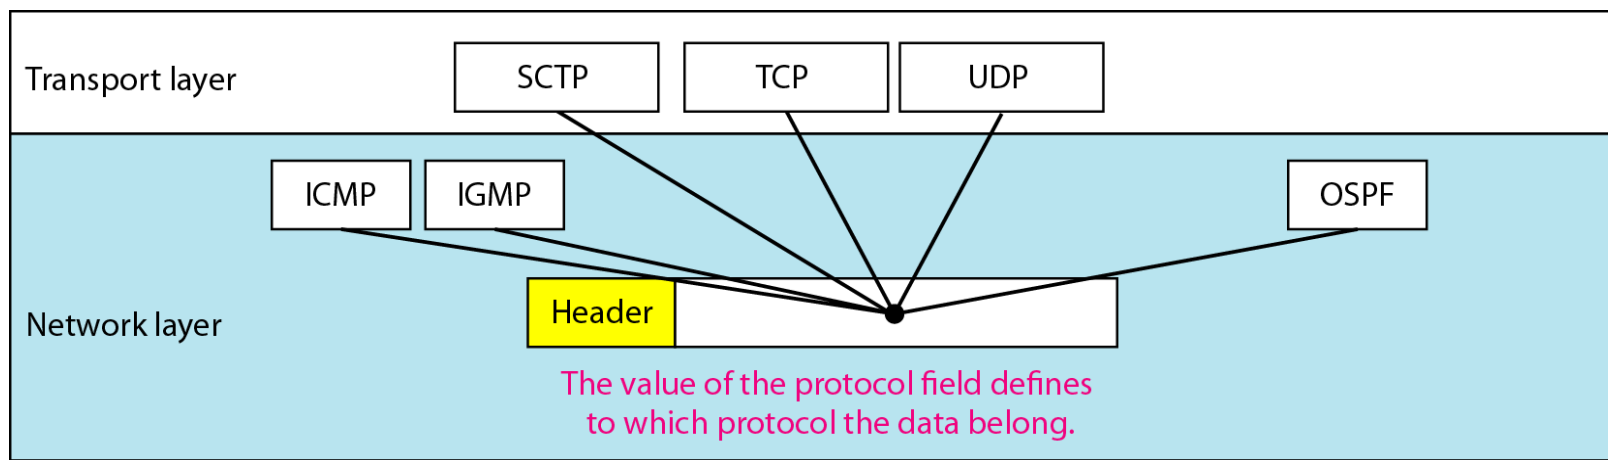 Transport layer
SCTP
TCP
UDP
ICMP
IGMP
OSPF
Network layer
Header
The value of the protocol field defines
to which protocol the data belong.